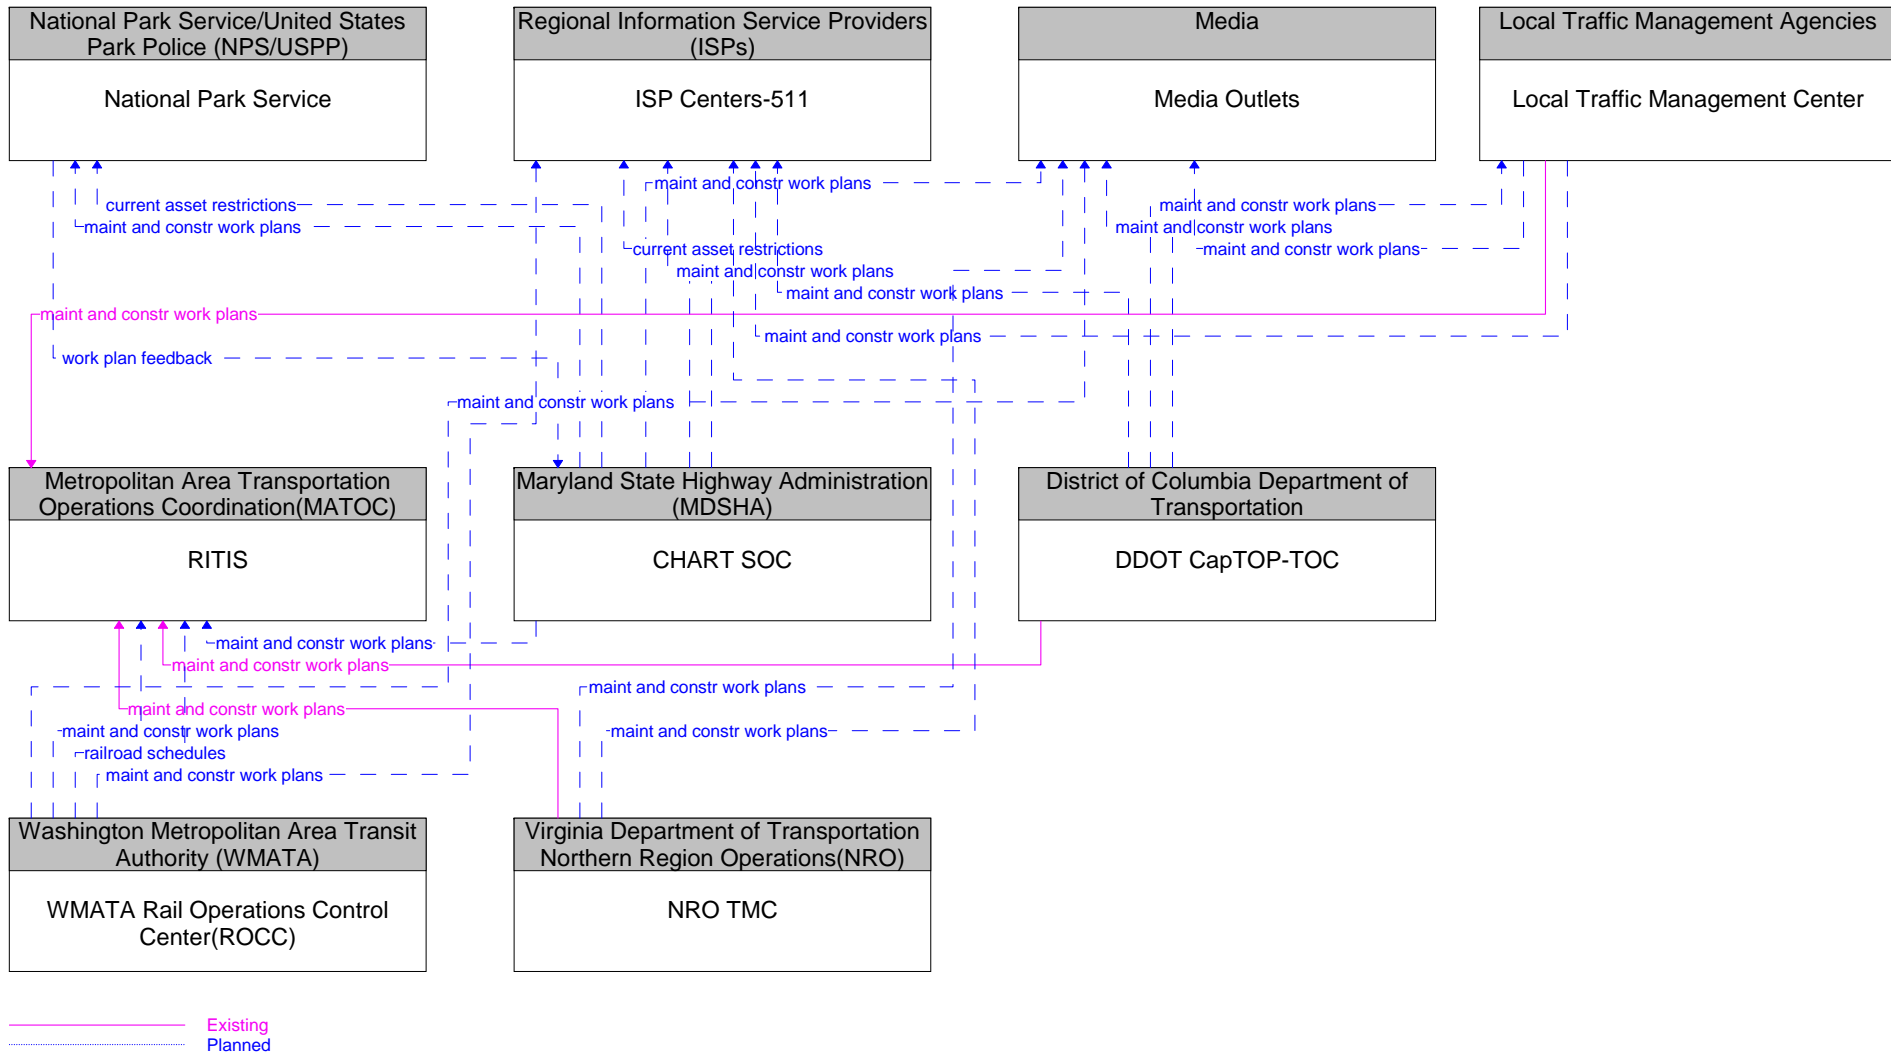 National Park Service/United States
Park Police (NPS/USPP)
National Park Service
Regional Information Service Providers
(ISPs)
ISP Centers-511
Media
Media Outlets
Local Traffic Management Agencies
Local Traffic Management Center
maint and constr work plans
current asset restrictions
maint and constr work plans
maint and constr work plans
maint and constr work plans
current asset restrictions
maint and constr work plans
maint and constr work plans
maint and constr work plans
maint and constr work plans
maint and constr work plans
work plan feedback
maint and constr work plans
Metropolitan Area Transportation
Operations Coordination(MATOC)
RITIS
Maryland State Highway Administration
(MDSHA)
CHART SOC
District of Columbia Department of
Transportation
DDOT CapTOP-TOC
maint and constr work plans
maint and constr work plans
maint and constr work plans
maint and constr work plans
maint and constr work plans
maint and constr work plans
railroad schedules
maint and constr work plans
Washington Metropolitan Area Transit
Authority (WMATA)
WMATA Rail Operations Control
Center(ROCC)
Virginia Department of Transportation
Northern Region Operations(NRO)
NRO TMC
Existing
Planned